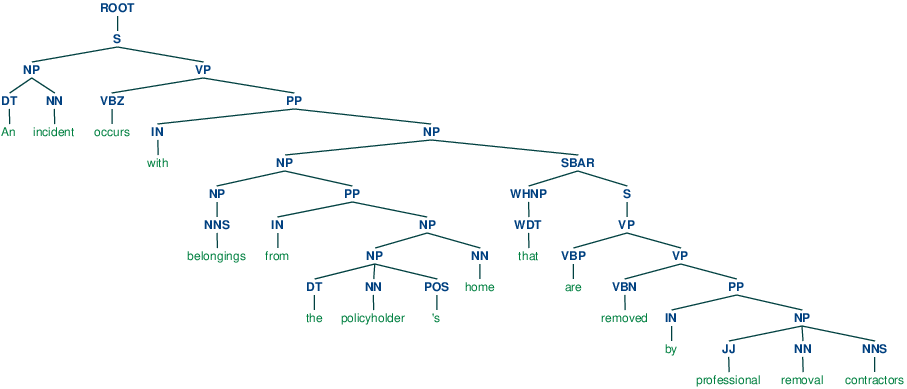 ROOT
S
NP VP
DT NN VBZ PP
An incident occurs IN NP
with NP SBAR
NP PP WHNP S
NNS IN NP WDT VP
belongings from NP NN that VBP VP
DT NN POS home are VBN PP
the policyholder 's removed IN NP
by JJ NN NNS
professional removal contractors